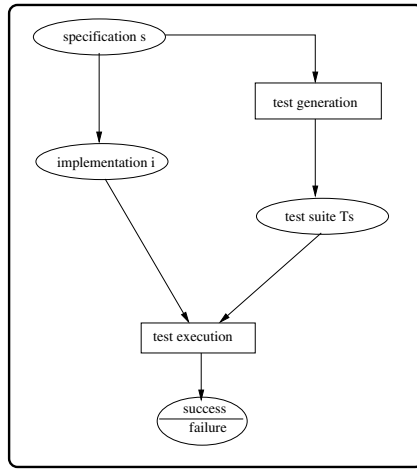 specification s
test generation
implementation i
test suite Ts
test execution
success
failure